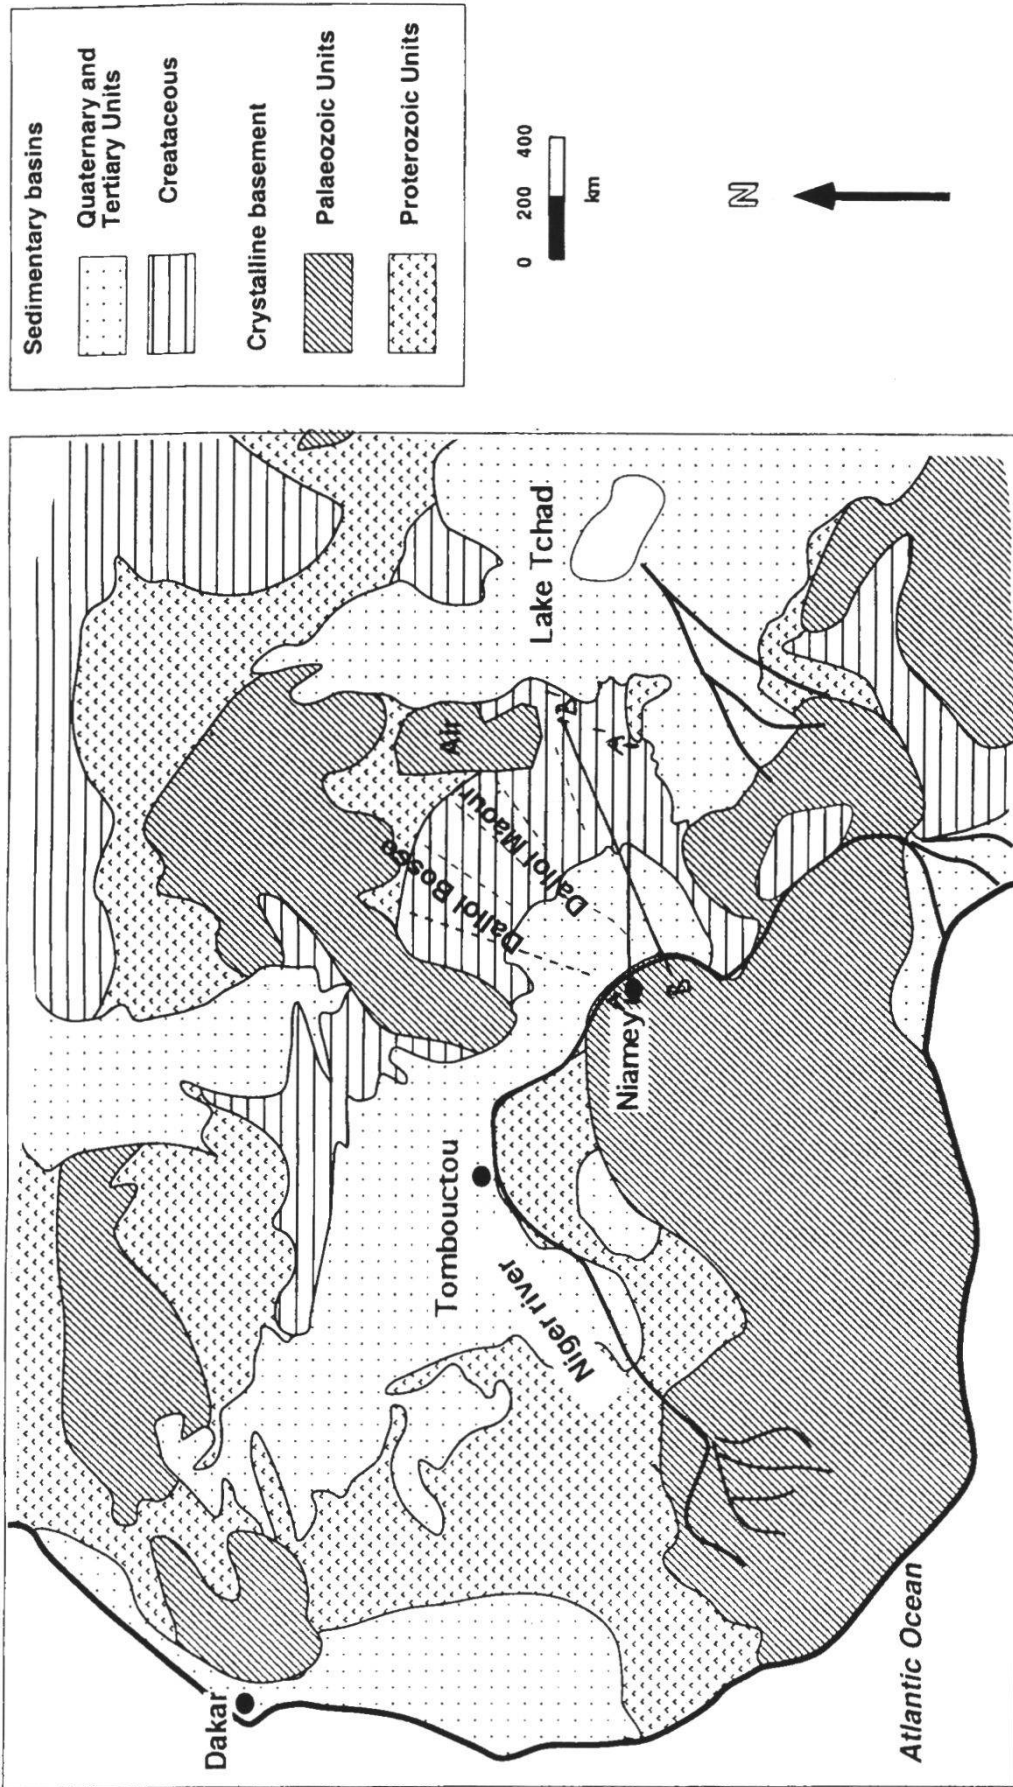 Sedimentary basins
Quaternary and
Tertiary Units
Creataceous
Crystalline basement
Palaeozoic Units
Proterozoic Units
0 200 400
km
N
Dakar
Tombouctou
Niger river
Niamey
Dallol Bosso
Dallol Maouri
Air
Lake Tchad
A
A
B
B
Atlantic Ocean